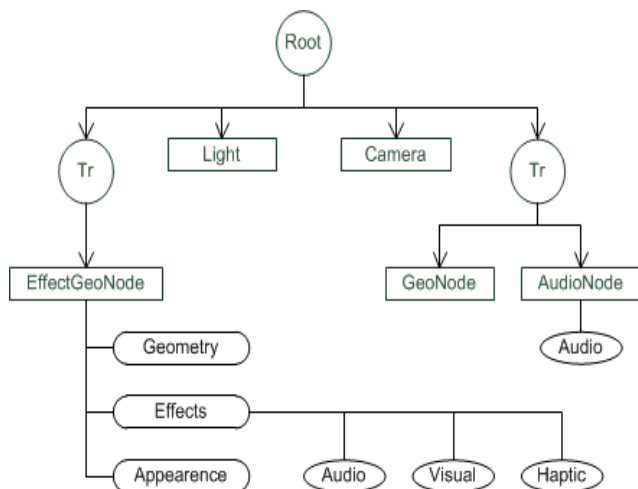 Root
Tr
Light
Camera
Tr
EffectGeoNode
GeoNode
AudioNode
Geometry
Audio
Effects
Appearence
Audio
Visual
Haptic